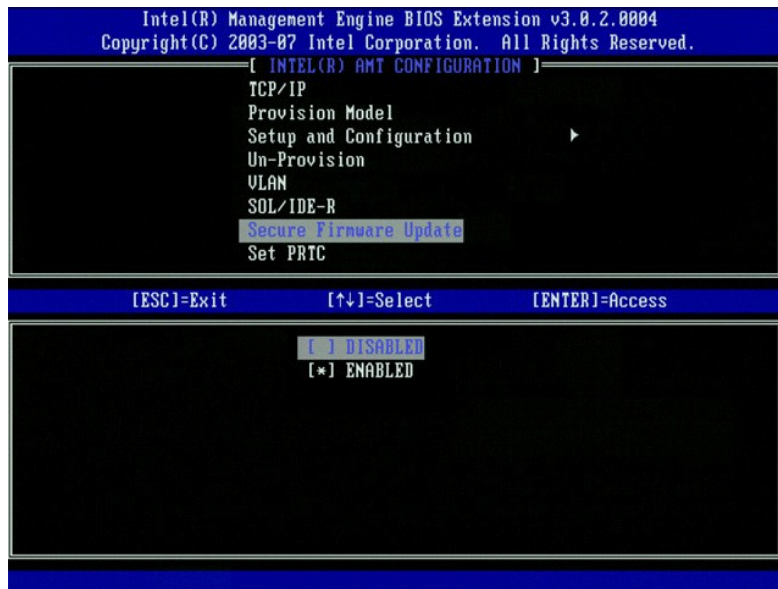 Intel(R) Management Engine BIOS Extension v3.0.2.0004
Copyright(C) 2003-07 Intel Corporation. All Rights Reserved.
[ INTEL(R) AMT CONFIGURATION ]
TCP/IP
Provision Model
Setup and Configuration ►
Un-Provision
VLAN
SOL/IDE-R
Secure Firmware Update
Set PRTC
[ESC]=Exit [↑↓]=Select [ENTER]=Access
[ ] DISABLED
[*] ENABLED